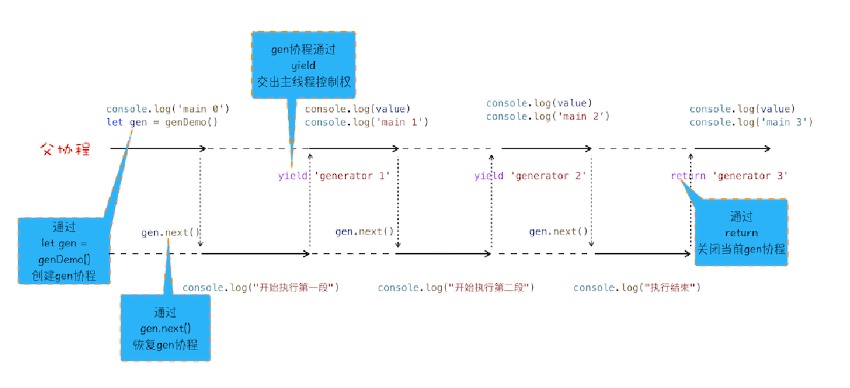 gen协程通过
yield
交出主线程控制权
console.log('main 0')
let gen = genDemo()
console.log(value)
console.log('main 1')
console.log(value)
console.log('main 2')
console.log(value)
console.log('main 3')
父协程
yield 'generator 1'
yield 'generator 2'
return 'generator 3'
通过
let gen =
genDemo()
创建gen协程
gen.next()
gen.next()
gen.next()
通过
return
关闭当前gen协程
console.log("开始执行第一段")
console.log("开始执行第二段")
console.log("执行结束")
通过
gen.next()
恢复gen协程